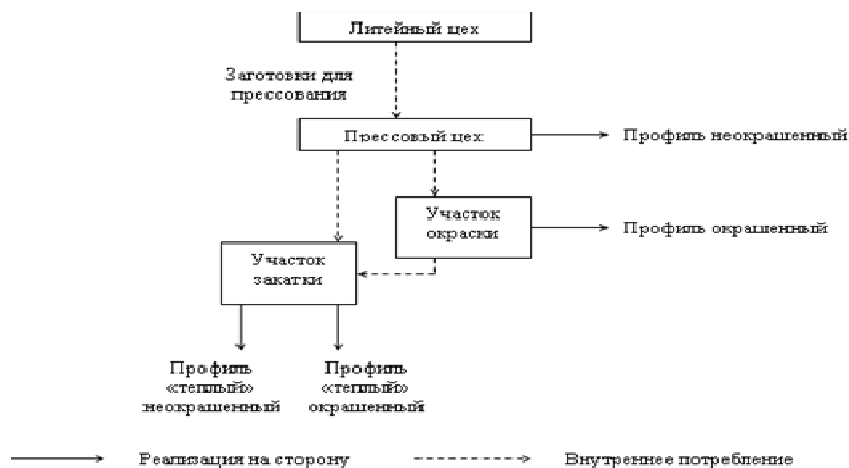 Литейный цех
Заготовки для
прессования
Прессовый цех
Профиль неокрашенный
Участок
окраски
Профиль окрашенный
Участок
закатки
Профиль
«теплый»
неокрашенный
Профиль
«теплый»
окрашенный
Реализация на сторону
Внутреннее потребление